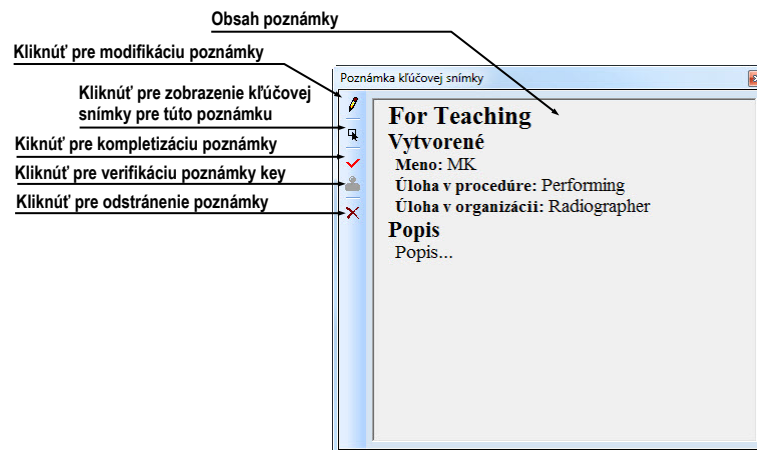 Obsah poznámky
Kliknúť pre modifikáciu poznámky
Kliknúť pre zobrazenie kľúčovej
snímky pre túto poznámku
Kiknúť pre kompletizáciu poznámky
Kliknúť pre verifikáciu poznámky key
Kliknúť pre odstránenie poznámky
Poznámka kľúčovej snímky
For Teaching
Vytvorené
Meno: MK
Úloha v procedúre: Performing
Úloha v organizácii: Radiographer
Popis
Popis...